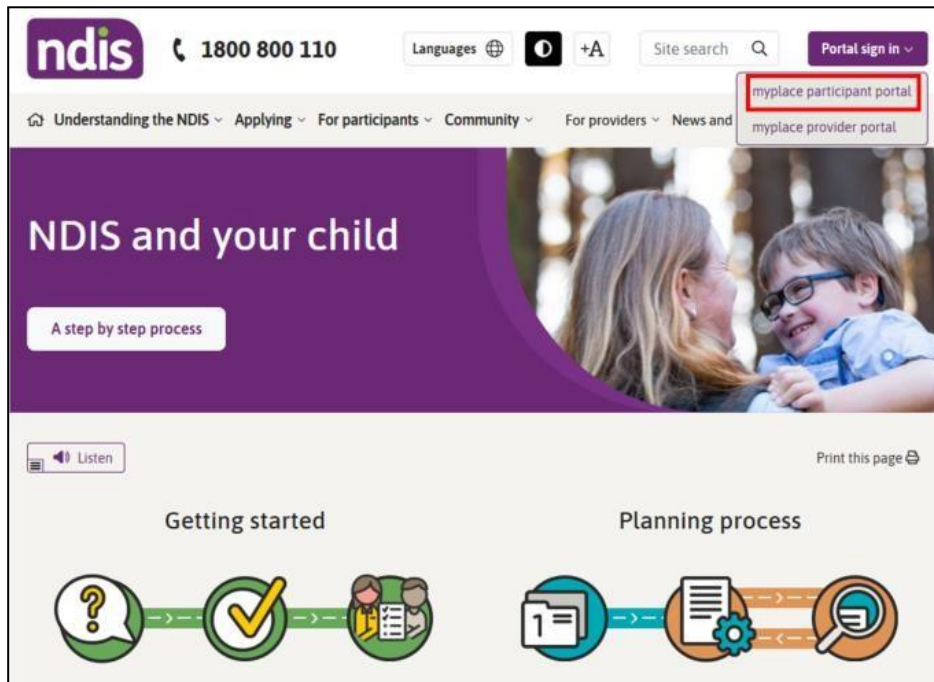 ndis
1800 800 110
Languages
+A
Site search
Portal sign in
myplace participant portal
myplace provider portal
Understanding the NDIS
Applying
For participants
Community
For providers
News and
NDIS and your child
A step by step process
Listen
Print this page
Getting started
Planning process
?
1